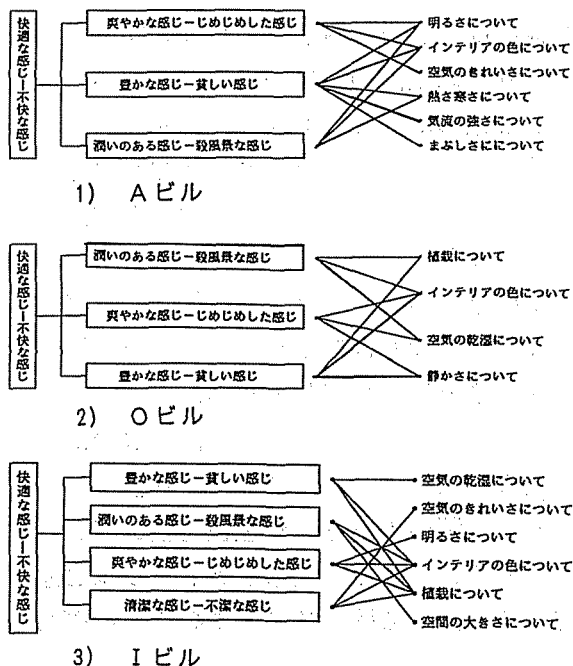 快適な感じー不快な感じ
爽やかな感じーじめじめした感じ
豊かな感じー貧しい感じ
潤いのある感じー殺風景な感じ
明るさについて
インテリアの色について
空気のきれいさについて
熱さ寒さについて
気流の強さについて
まぶしさにについて
1) Aビル
快適な感じー不快な感じ
潤いのある感じー殺風景な感じ
爽やかな感じーじめじめした感じ
豊かな感じー貧しい感じ
植栽について
インテリアの色について
空気の乾湿について
静かさについて
2) Oビル
快適な感じー不快な感じ
豊かな感じー貧しい感じ
潤いのある感じー殺風景な感じ
爽やかな感じーじめじめした感じ
清潔な感じー不潔な感じ
空気の乾湿について
空気のきれいさについて
明るさについて
インテリアの色について
植栽について
空間の大きさについて
3) Iビル